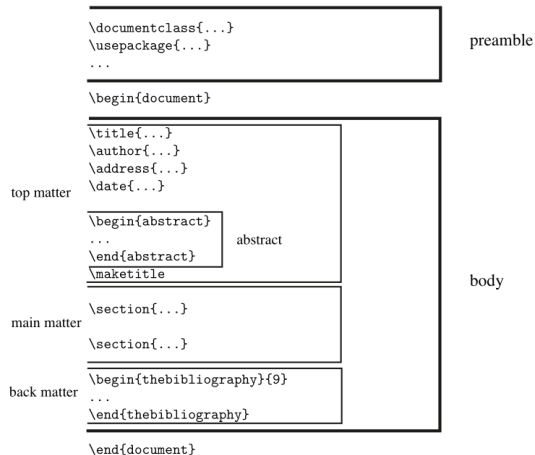 \documentclass{...}
\usepackage{...}
...
preamble
\begin{document}
\title{...}
\author{...}
\address{...}
\date{...}
top matter
\begin{abstract}
...
abstract
\end{abstract}
\maketitle
body
\section{...}
main matter
\section{...}
\begin{thebibliography}{9}
back matter
...
\end{thebibliography}
\end{document}